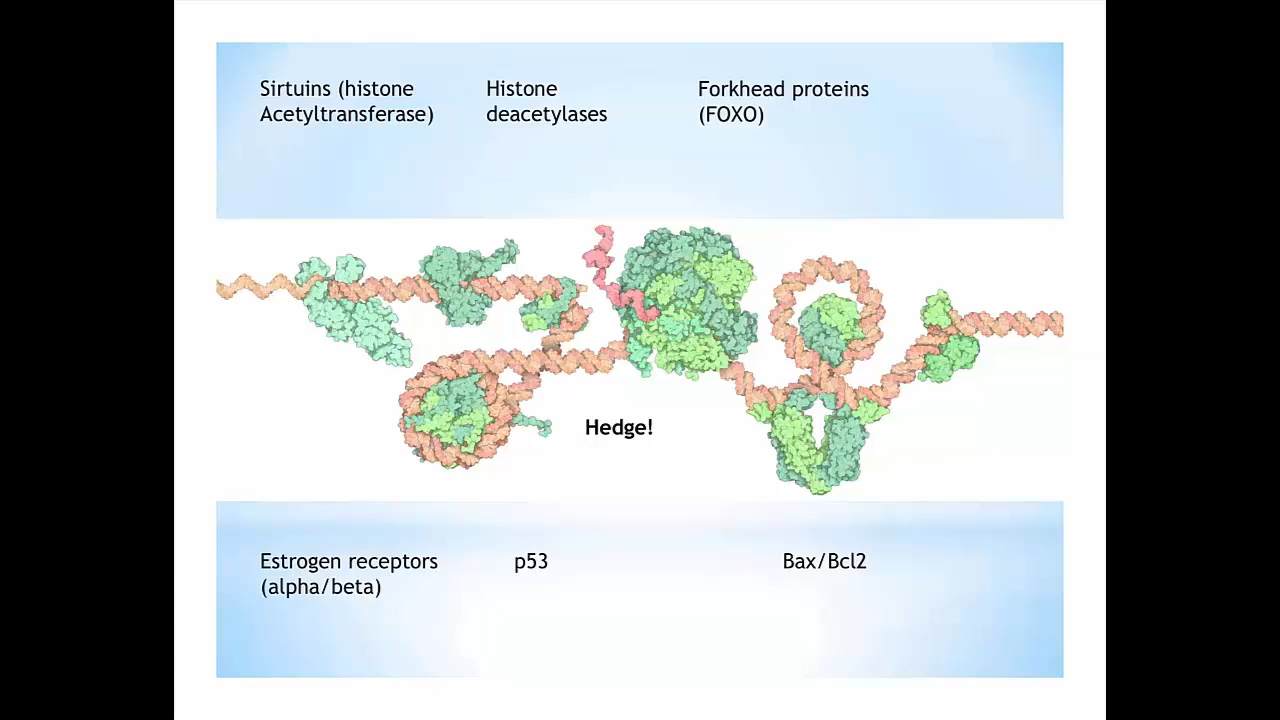 Sirtuins (histone
Acetyltransferase)
Histone
deacetylases
Forkhead proteins
(FOXO)
Hedge!
Estrogen receptors
(alpha/beta)
p53
Bax/Bcl2